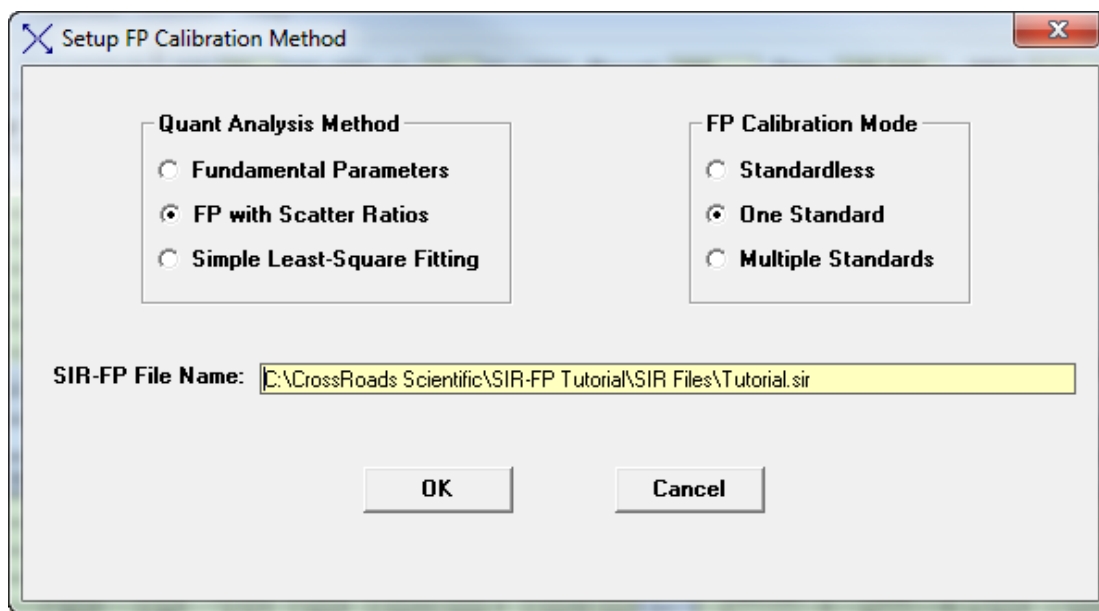 Setup FP Calibration Method
Quant Analysis Method
Fundamental Parameters
FP with Scatter Ratios
Simple Least-Square Fitting
FP Calibration Mode
Standardless
One Standard
Multiple Standards
SIR-FP File Name: C:\CrossRoads Scientific\SIR-FP Tutorial\SIR Files\Tutorial.sir
OK Cancel